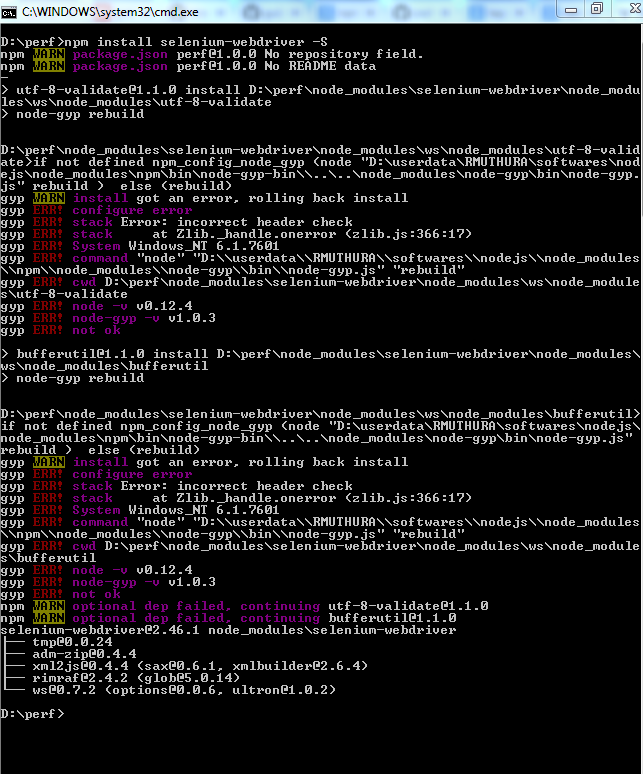 C:\WINDOWS\system32\cmd.exe
D:\perf>npm install selenium-webdriver -S
npm WARN package.json perf@1.0.0 No repository field.
npm WARN package.json perf@1.0.0 No README data
-
> utf-8-validate@1.1.0 install D:\perf\node_modules\selenium-webdriver\node_modu
les\ws\node_modules\utf-8-validate
> node-gyp rebuild
D:\perf\node_modules\selenium-webdriver\node_modules\ws\node_modules\utf-8-valid
ate>if not defined npm_config_node_gyp (node "D:\userdata\RMUTHURA\softwares\nod
ejs\node_modules\npm\bin\node-gyp-bin\\..\..\node_modules\node-gyp\bin\node-gyp.
js" rebuild )  else (rebuild)
gyp WARN install got an error, rolling back install
gyp ERR! configure error
gyp ERR! stack Error: incorrect header check
gyp ERR! stack     at Zlib._handle.onerror (zlib.js:366:17)
gyp ERR! System Windows_NT 6.1.7601
gyp ERR! command "node" "D:\\userdata\\RMUTHURA\\softwares\\nodejs\\node_modules
\\npm\\node_modules\\node-gyp\\bin\\node-gyp.js" "rebuild"
gyp ERR! cwd D:\perf\node_modules\selenium-webdriver\node_modules\ws\node_module
s\utf-8-validate
gyp ERR! node -v v0.12.4
gyp ERR! node-gyp -v v1.0.3
gyp ERR! not ok
> bufferutil@1.1.0 install D:\perf\node_modules\selenium-webdriver\node_modules\
ws\node_modules\bufferutil
> node-gyp rebuild
D:\perf\node_modules\selenium-webdriver\node_modules\ws\node_modules\bufferutil>
if not defined npm_config_node_gyp (node "D:\userdata\RMUTHURA\softwares\nodejs\
node_modules\npm\bin\node-gyp-bin\\..\..\node_modules\node-gyp\bin\node-gyp.js"
rebuild )  else (rebuild)
gyp WARN install got an error, rolling back install
gyp ERR! configure error
gyp ERR! stack Error: incorrect header check
gyp ERR! stack     at Zlib._handle.onerror (zlib.js:366:17)
gyp ERR! System Windows_NT 6.1.7601
gyp ERR! command "node" "D:\\userdata\\RMUTHURA\\softwares\\nodejs\\node_modules
\\npm\\node_modules\\node-gyp\\bin\\node-gyp.js" "rebuild"
gyp ERR! cwd D:\perf\node_modules\selenium-webdriver\node_modules\ws\node_module
s\bufferutil
gyp ERR! node -v v0.12.4
gyp ERR! node-gyp -v v1.0.3
gyp ERR! not ok
npm WARN optional dep failed, continuing utf-8-validate@1.1.0
npm WARN optional dep failed, continuing bufferutil@1.1.0
selenium-webdriver@2.46.1 node_modules\selenium-webdriver
├── tmp@0.0.24
├── adm-zip@0.4.4
├── xml2js@0.4.4 (sax@0.6.1, xmlbuilder@2.6.4)
├── rimraf@2.4.2 (glob@5.0.14)
└── ws@0.7.2 (options@0.0.6, ultron@1.0.2)
D:\perf>